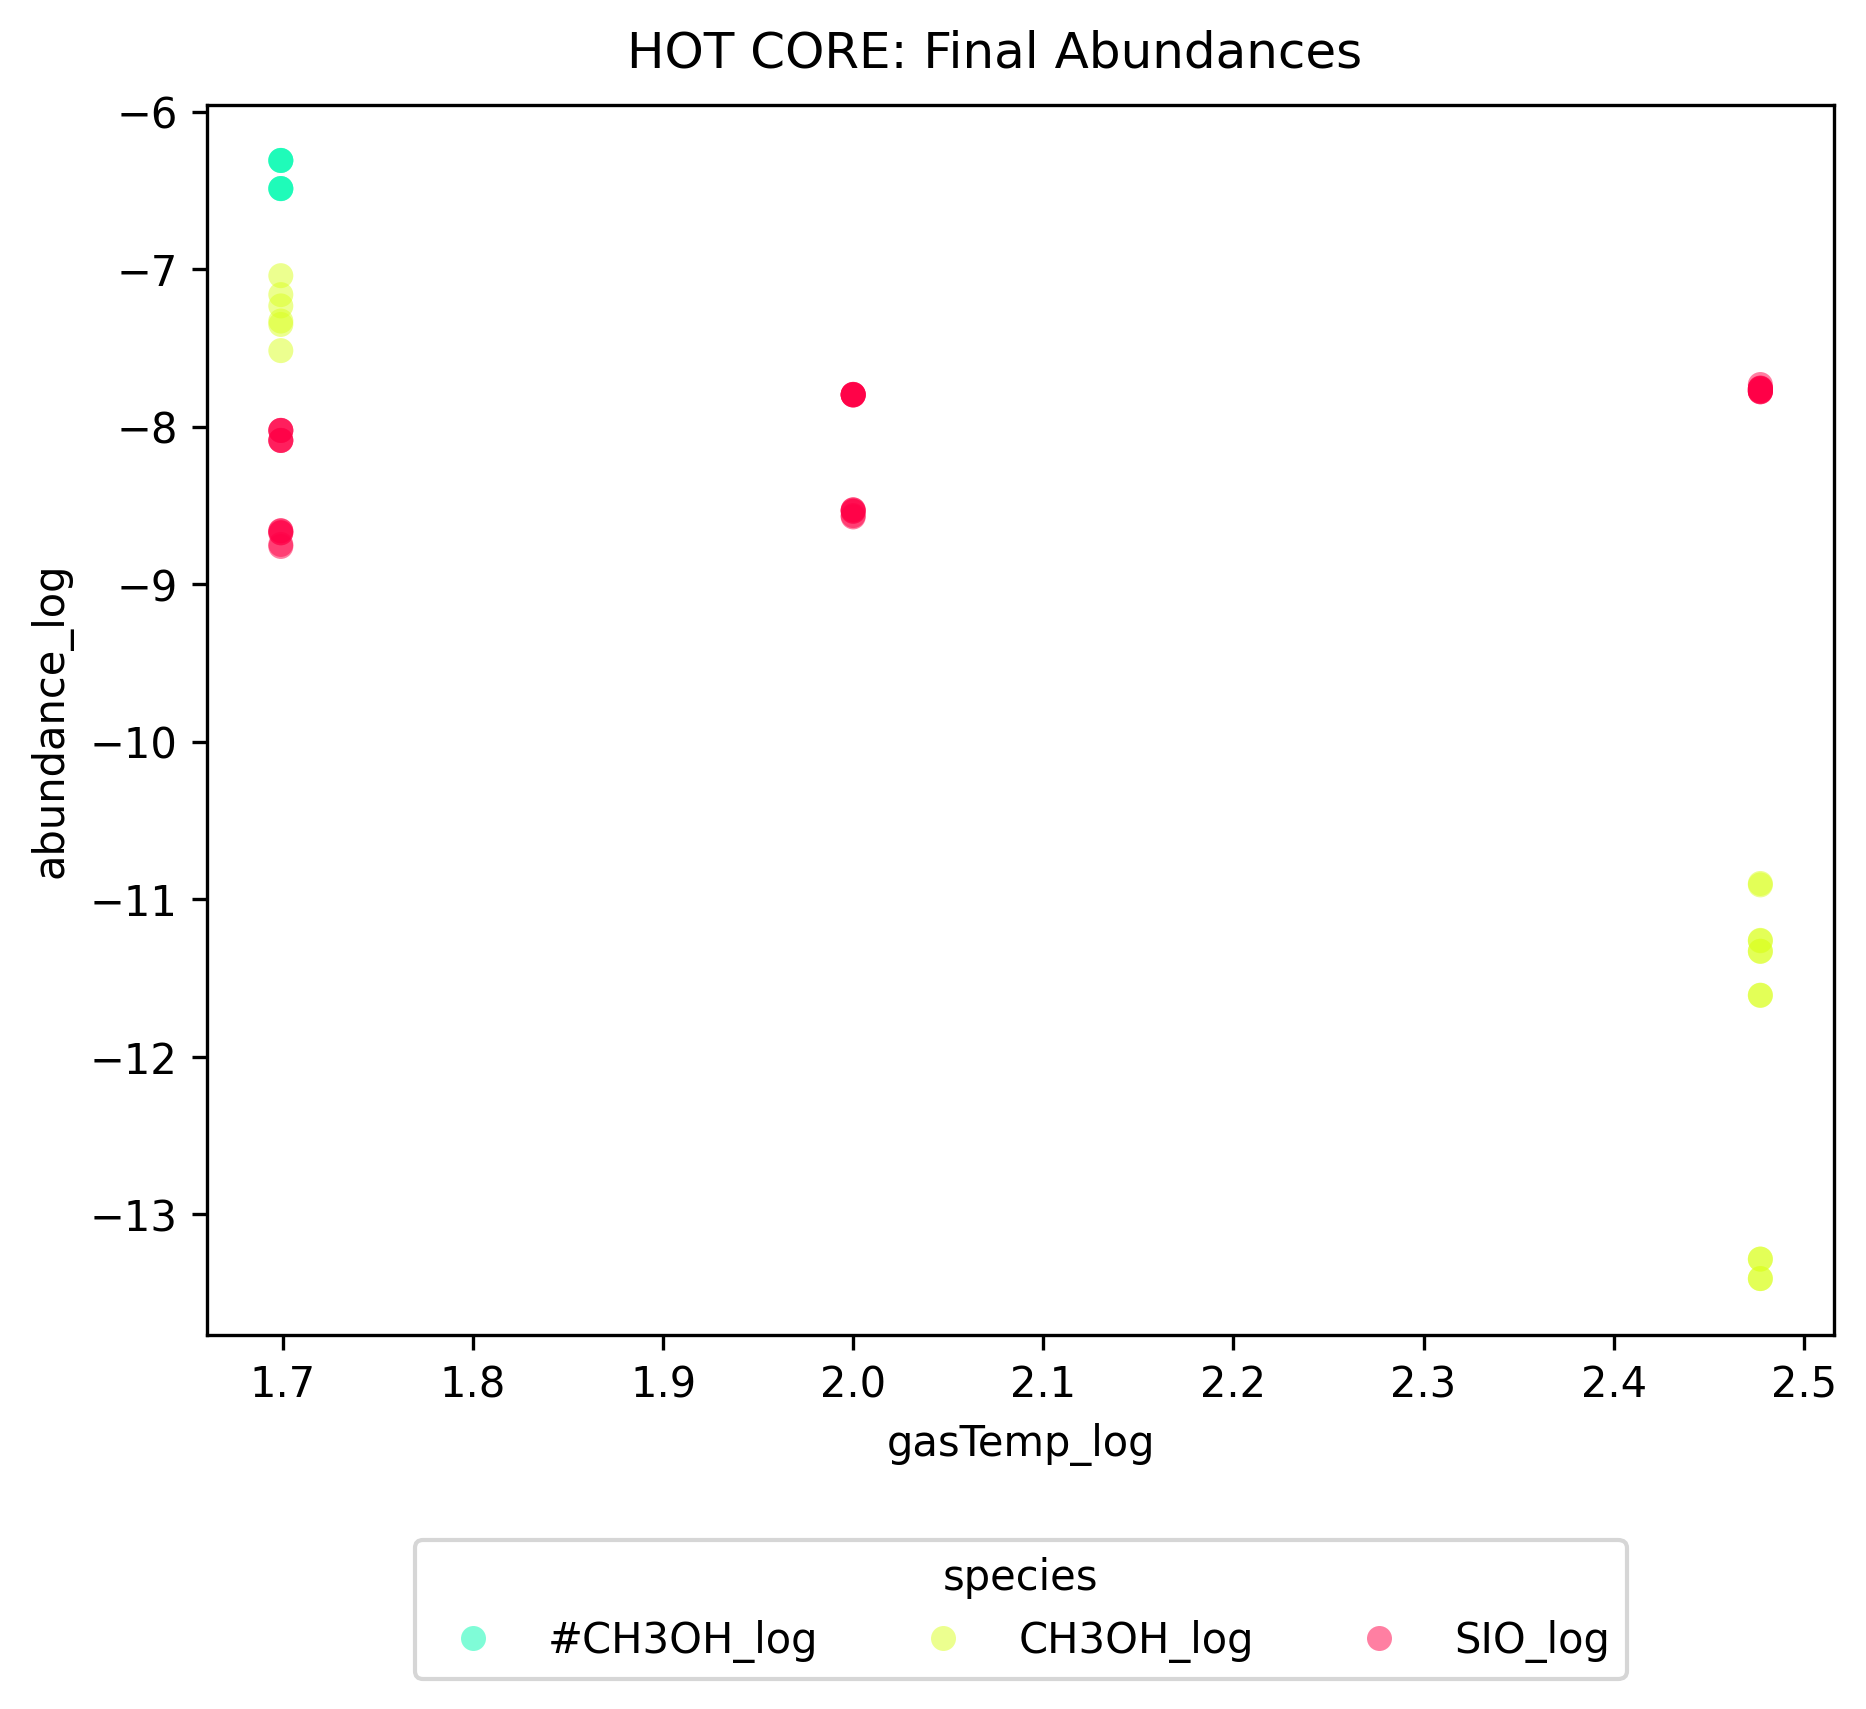 HOT CORE: Final Abundances
−6
−7
−8
−9
−10
−11
−12
−13
abundance_log
1.7 1.8 1.9 2.0 2.1 2.2 2.3 2.4 2.5
gasTemp_log
species
#CH3OH_log CH3OH_log SIO_log